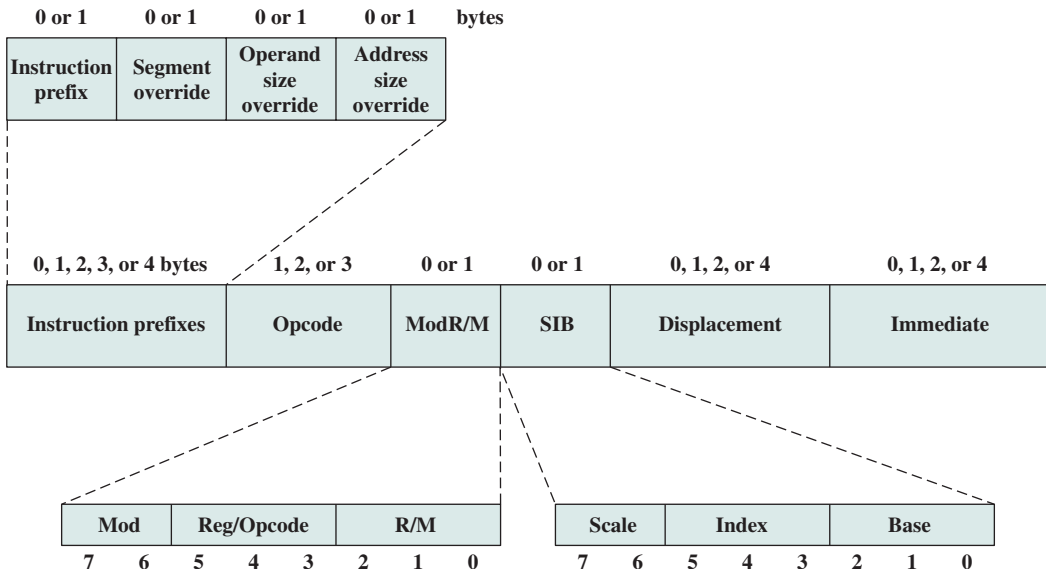 0 or 1 0 or 1 0 or 1 0 or 1 bytes
Instruction prefix
Segment override
Operand size override
Address size override
0, 1, 2, 3, or 4 bytes 1, 2, or 3 0 or 1 0 or 1 0, 1, 2, or 4 0, 1, 2, or 4
Instruction prefixes Opcode ModR/M SIB Displacement Immediate
Mod Reg/Opcode R/M Scale Index Base
7 6 5 4 3 2 1 0 7 6 5 4 3 2 1 0